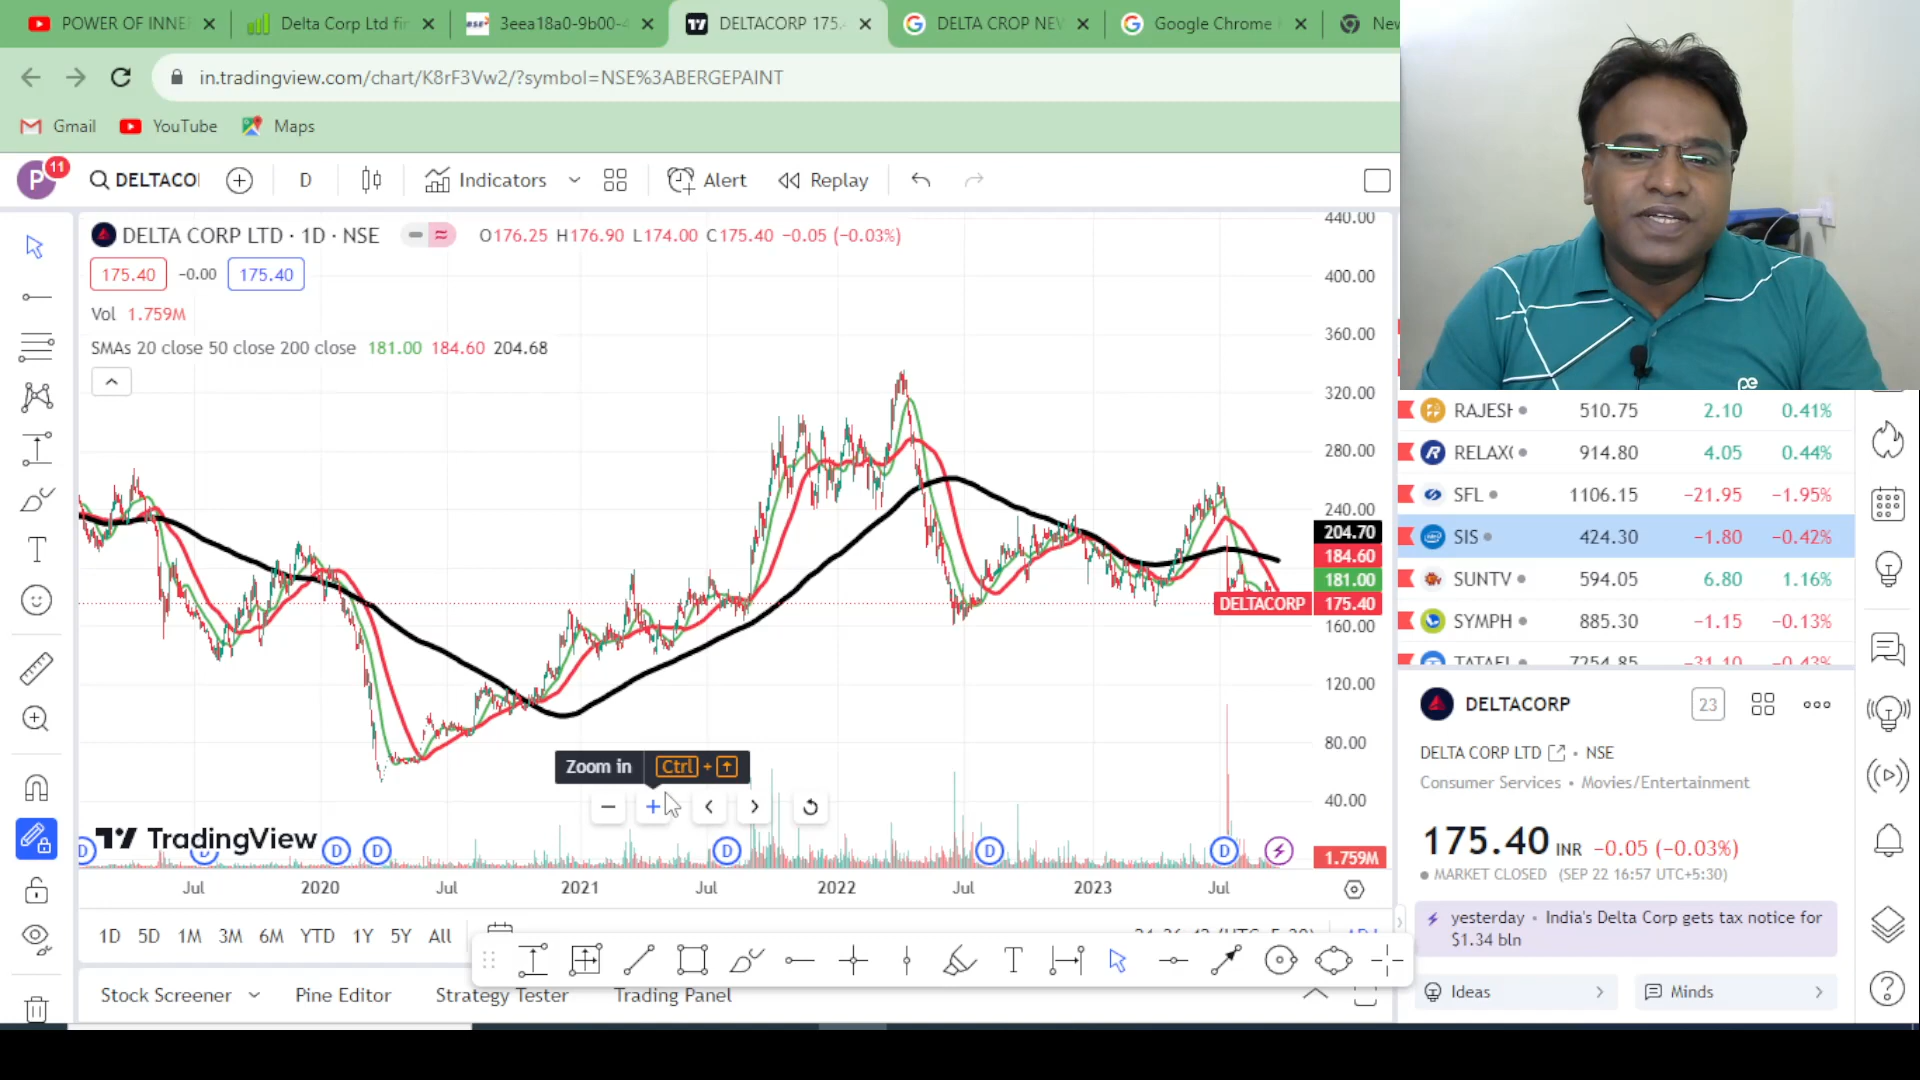 POWER OF INNE
Delta Corp Ltd fir
3eea18a0-9b00-4
DELTACORP 175.
DELTA CROP NEV
Google Chrome
New
in.tradingview.com/chart/K8rF3Vw2/?symbol=NSE%3ABERGEPAINT
Gmail
YouTube
Maps
P 11
DELTACO
D
Indicators
Alert
Replay
DELTA CORP LTD · 1D · NSE
O176.25 H176.90 L174.00 C175.40 −0.05 (−0.03%)
175.40 −0.00 175.40
Vol 1.759M
SMAs 20 close 50 close 200 close 181.00 184.60 204.68
440.00
400.00
360.00
320.00
280.00
240.00
204.70
184.60
181.00
DELTACORP 175.40
160.00
120.00
80.00
40.00
1.759M
Zoom in Ctrl + ↑
TradingView
D D D D D D D
Jul 2020 Jul 2021 Jul 2022 Jul 2023 Jul
1D 5D 1M 3M 6M YTD 1Y 5Y All
Stock Screener
Pine Editor
Strategy Tester
Trading Panel
RAJESH 510.75 2.10 0.41%
RELAXO 914.80 4.05 0.44%
SFL 1106.15 −21.95 −1.95%
SIS 424.30 −1.80 −0.42%
SUNTV 594.05 6.80 1.16%
SYMPH 885.30 −1.15 −0.13%
7254.85 −31.10 −0.43%
DELTACORP
23
DELTA CORP LTD · NSE
Consumer Services • Movies/Entertainment
175.40 INR −0.05 (−0.03%)
MARKET CLOSED (SEP 22 16:57 UTC+5:30)
yesterday • India's Delta Corp gets tax notice for
$1.34 bln
Ideas
Minds